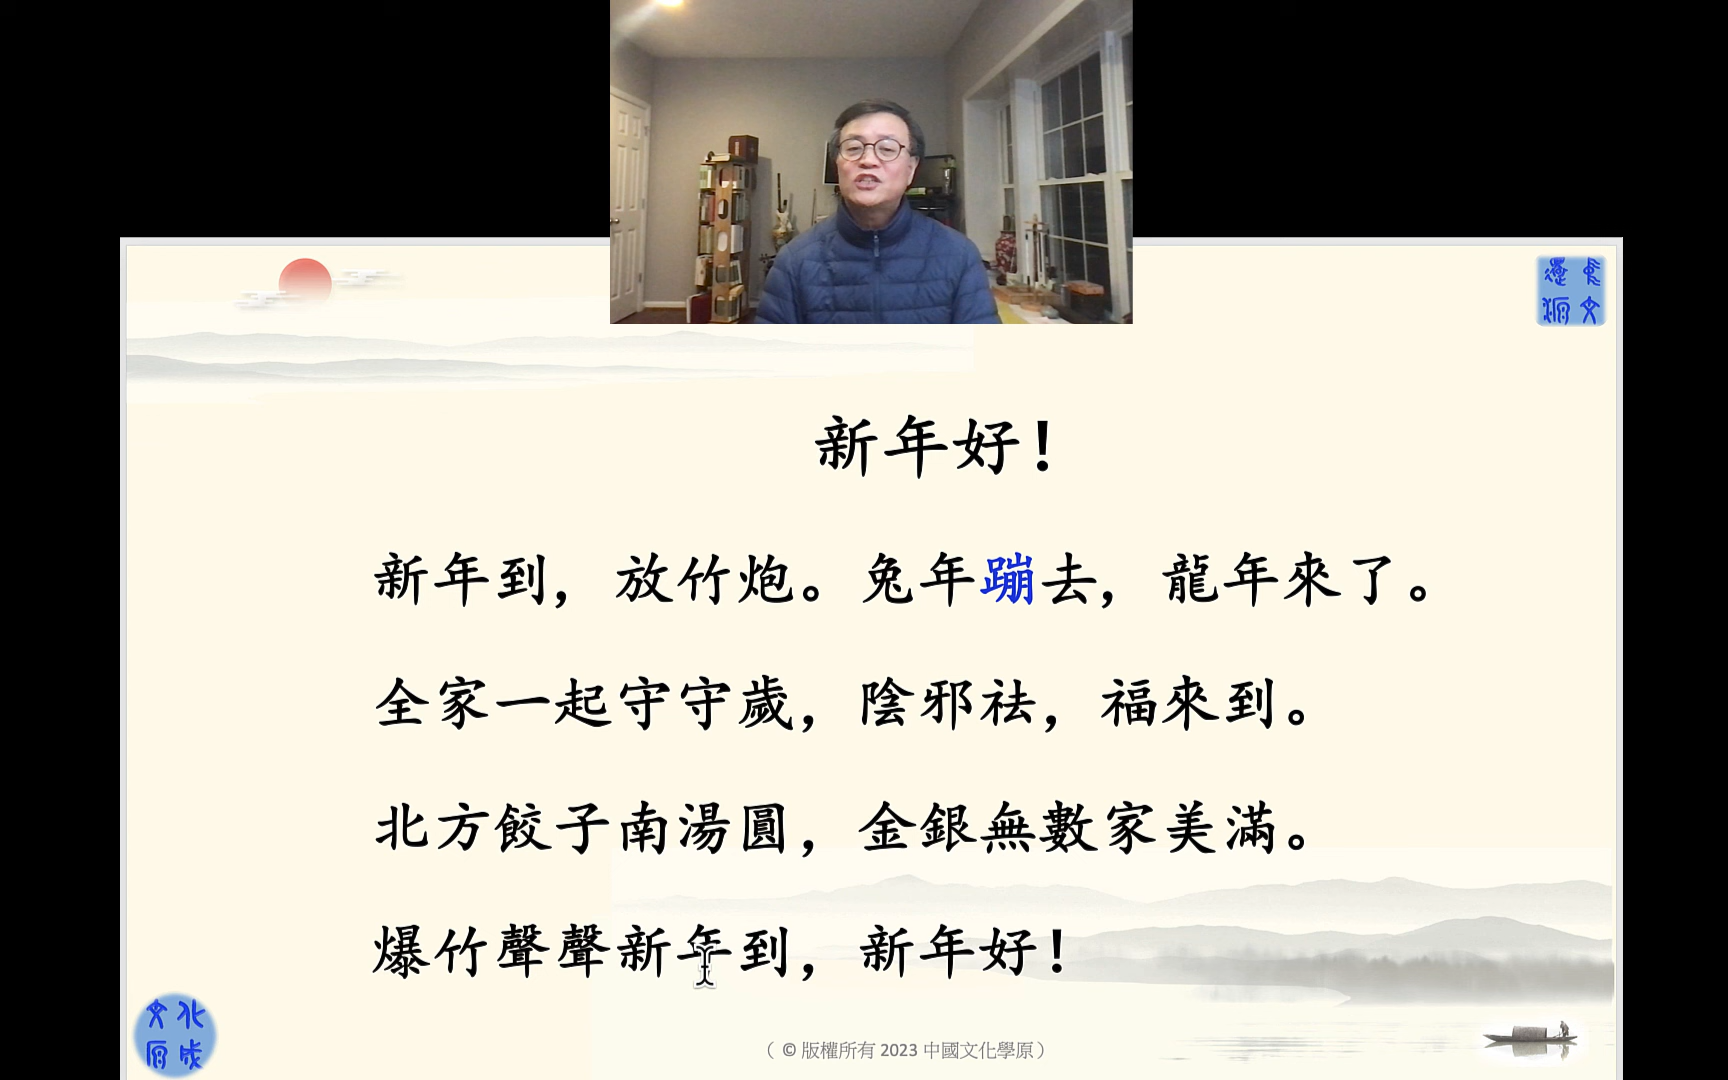 新年好！
新年到，放竹炮。兔年蹦去，龍年來了。
全家一起守守歲，陰邪祛，福來到。
北方餃子南湯圓，金銀無數家美滿。
爆竹聲聲新年到，新年好！
（ © 版權所有 2023 中國文化學原）